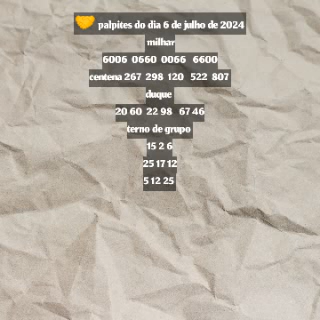 palpites do dia 6 de julho de 2024
milhar
6006 0660 0066 6600
centena 267 298 120 522 807
duque
20 60 22 98 67 46
terno de grupo
15 2 6
25 17 12
5 12 25